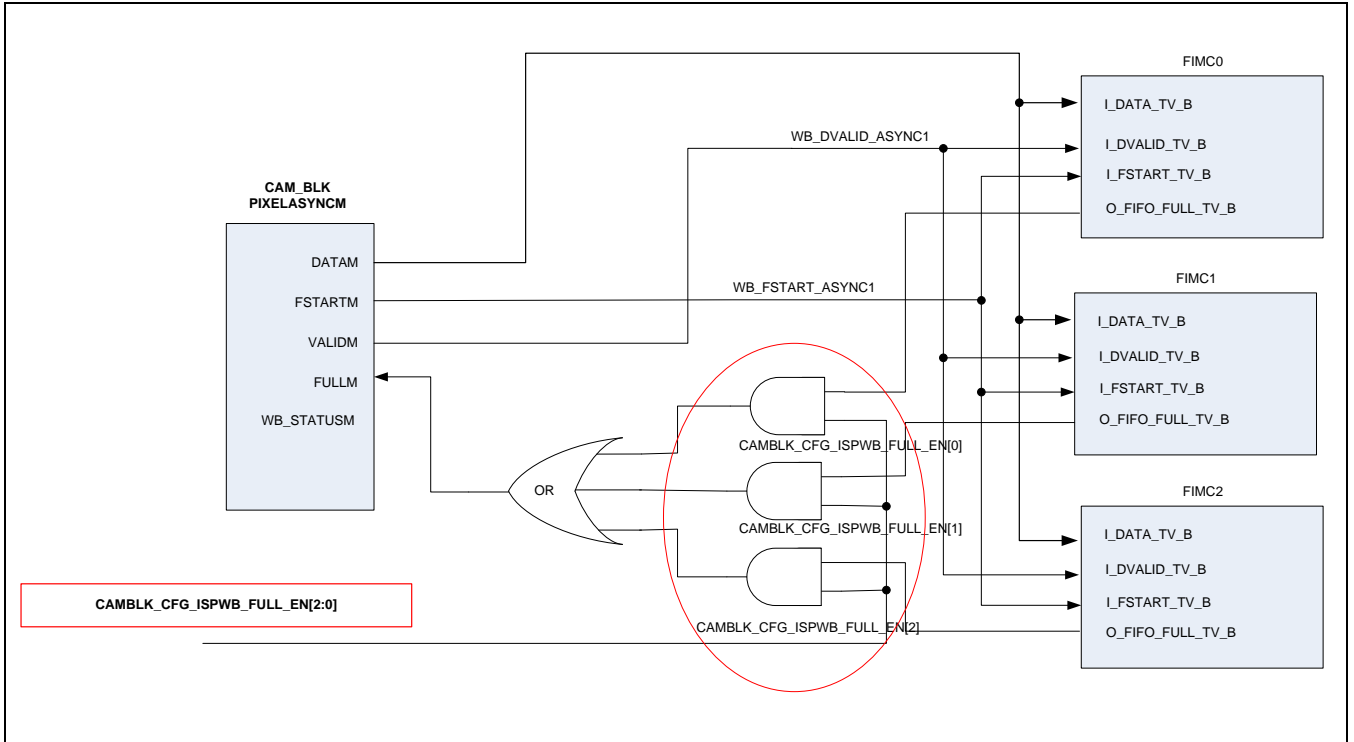 FIMC0
I_DATA_TV_B
I_DVALID_TV_B
I_FSTART_TV_B
O_FIFO_FULL_TV_B
WB_DVALID_ASYNC1
CAM_BLK
PIXELASYNCM
DATAM
FSTARTM
VALIDM
FULLM
WB_STATUSM
WB_FSTART_ASYNC1
FIMC1
I_DATA_TV_B
I_DVALID_TV_B
I_FSTART_TV_B
O_FIFO_FULL_TV_B
CAMBLK_CFG_ISPWB_FULL_EN[0]
OR
CAMBLK_CFG_ISPWB_FULL_EN[1]
FIMC2
I_DATA_TV_B
I_DVALID_TV_B
I_FSTART_TV_B
O_FIFO_FULL_TV_B
CAMBLK_CFG_ISPWB_FULL_EN[2]
CAMBLK_CFG_ISPWB_FULL_EN[2:0]